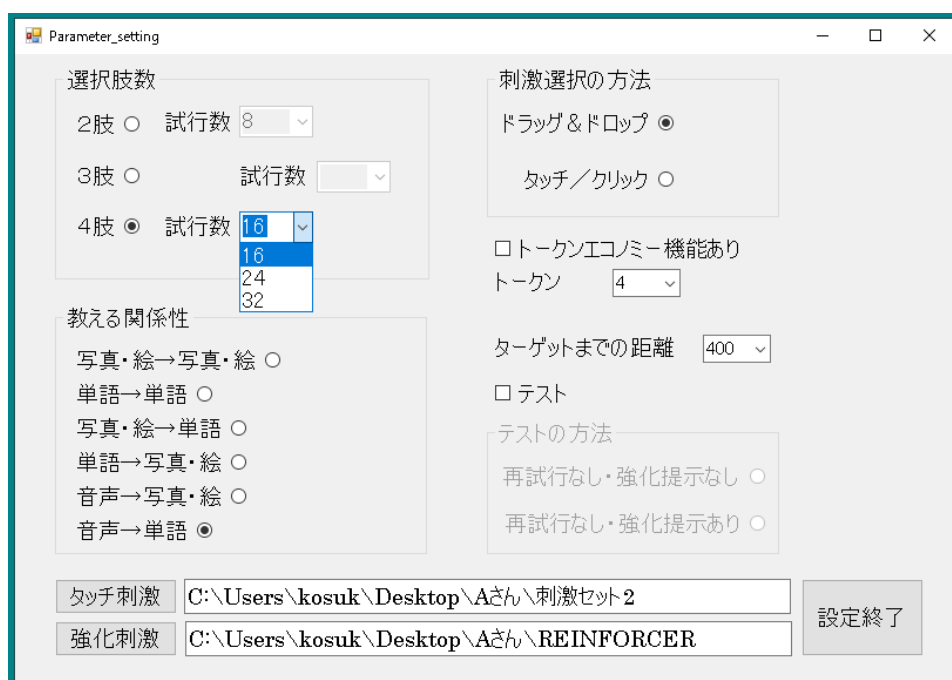 Parameter_setting
選択肢数
2肢 試行数 8
3肢 試行数
4肢 試行数 16
16
24
32
教える関係性
写真・絵→写真・絵
単語→単語
写真・絵→単語
単語→写真・絵
音声→写真・絵
音声→単語
刺激選択の方法
ドラッグ&ドロップ
タッチ/クリック
トークンエコノミー機能あり
トークン 4
ターゲットまでの距離 400
テスト
テストの方法
再試行なし・強化提示なし
再試行なし・強化提示あり
タッチ刺激 C:\Users\kosuk\Desktop\Aさん\刺激セット2
強化刺激 C:\Users\kosuk\Desktop\Aさん\REINFORCER
設定終了